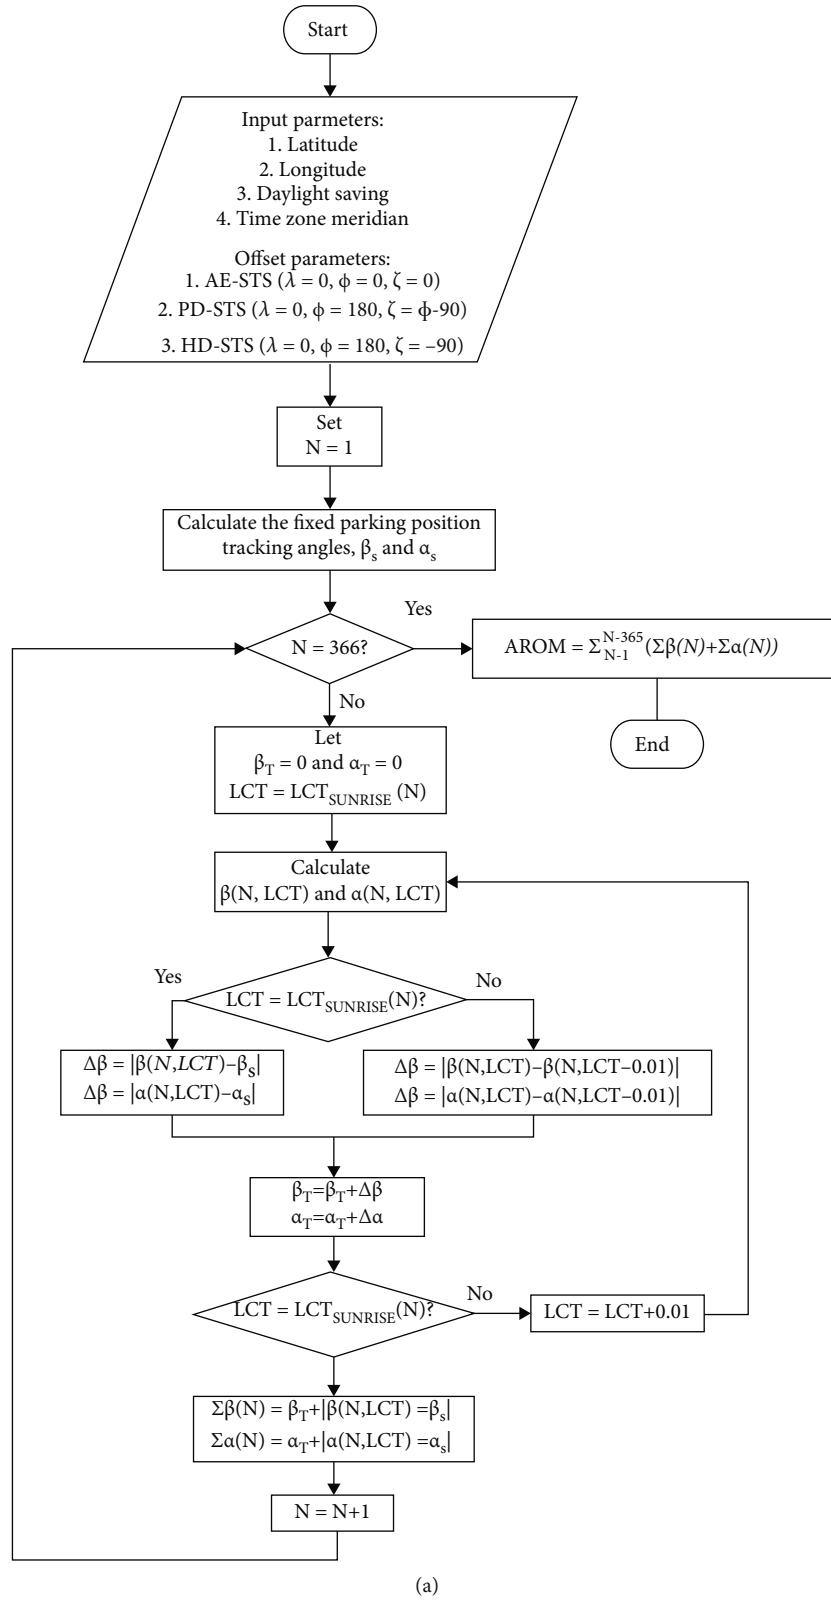 Start
Input parmeters:
1. Latitude
2. Longitude
3. Daylight saving
4. Time zone meridian
Offset parameters:
1. AE-STS (λ = 0, ϕ = 0, ζ = 0)
2. PD-STS (λ = 0, ϕ = 180, ζ = ф-90)
3. HD-STS (λ = 0, ϕ = 180, ζ = –90)
Set
N = 1
Calculate the fixed parking position
tracking angles, βs and αs
Yes
N = 366?
AROM = Σ N-365 N-1 (Σβ(N)+Σα(N))
No
End
Let
βT = 0 and αT = 0
LCT = LCTSUNRISE (N)
Calculate
β(N, LCT) and α(N, LCT)
Yes
No
LCT = LCTSUNRISE(N)?
Δβ = |β(N,LCT)–βs|
Δβ = |α(N,LCT)–αs|
Δβ = |β(N,LCT)–β(N,LCT–0.01)|
Δβ = |α(N,LCT)–α(N,LCT–0.01)|
βT=βT+Δβ
αT=αT+Δα
LCT = LCTSUNRISE(N)?
No
LCT = LCT+0.01
Σβ(N) = βT+|β(N,LCT) =βs|
Σα(N) = αT+|α(N,LCT) =αs|
N = N+1
(a)